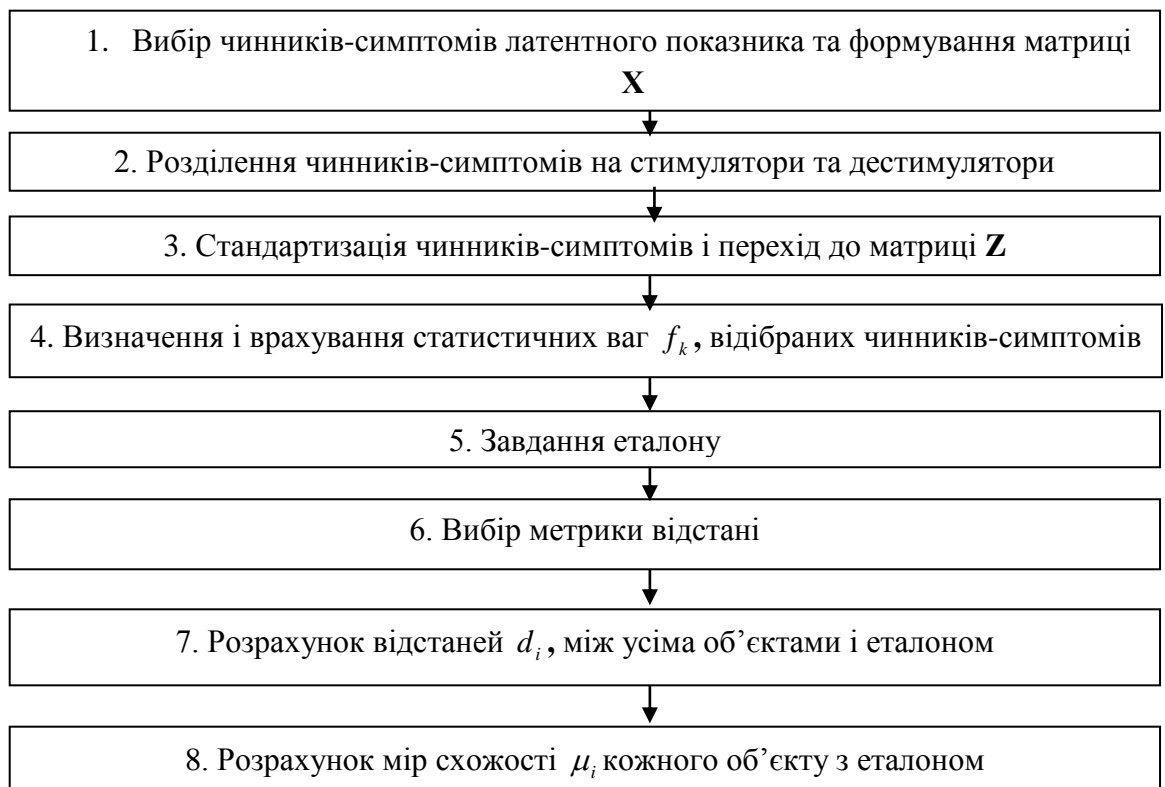 1. Вибір чинників-симптомів латентного показника та формування матриці
X
2. Розділення чинників-симптомів на стимулятори та дестимулятори
3. Стандартизація чинників-симптомів і перехід до матриці Z
4. Визначення і врахування статистичних ваг f_k, відібраних чинників-симптомів
5. Завдання еталону
6. Вибір метрики відстані
7. Розрахунок відстаней d_i, між усіма об’єктами і еталоном
8. Розрахунок мір схожості μ_i кожного об’єкту з еталоном